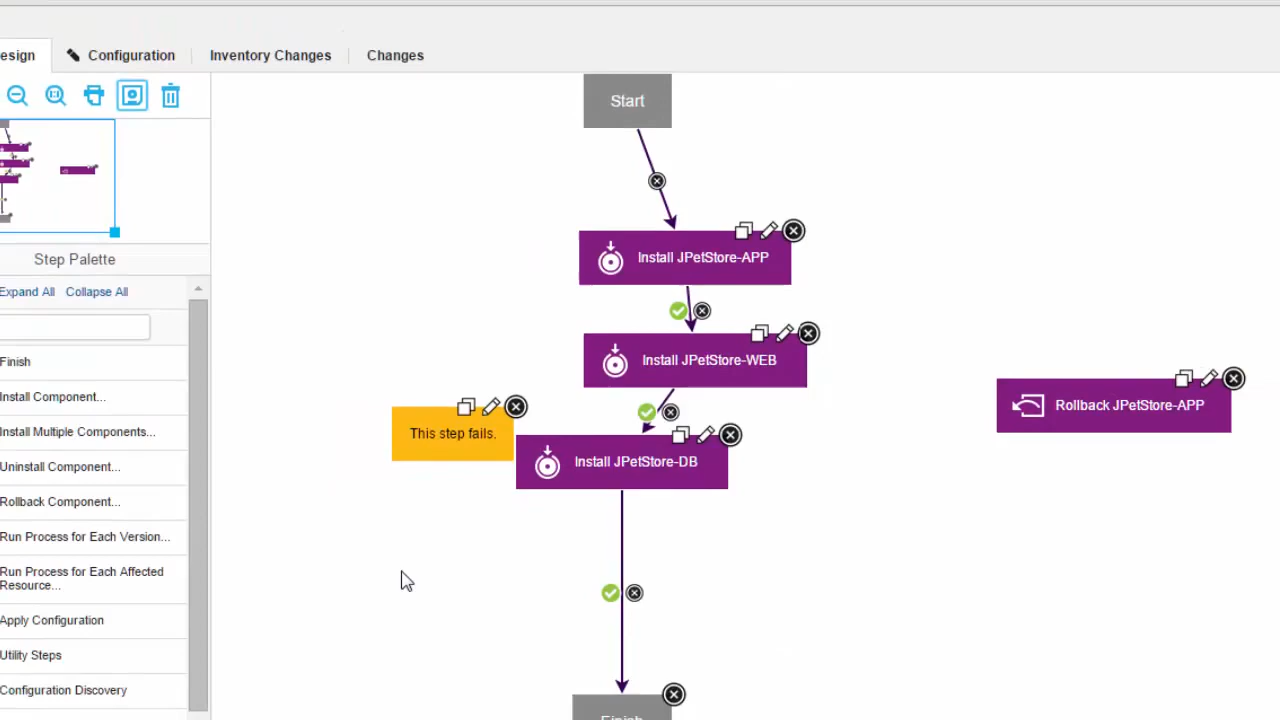 esign
Configuration
Inventory Changes
Changes
Start
Step Palette
Expand All
Collapse All
Finish
Install Component...
Install Multiple Components...
Uninstall Component...
Rollback Component...
Run Process for Each Version...
Run Process for Each Affected
Resource...
Apply Configuration
Utility Steps
Configuration Discovery
Install JPetStore-APP
Install JPetStore-WEB
This step fails.
Install JPetStore-DB
Rollback JPetStore-APP
Finish